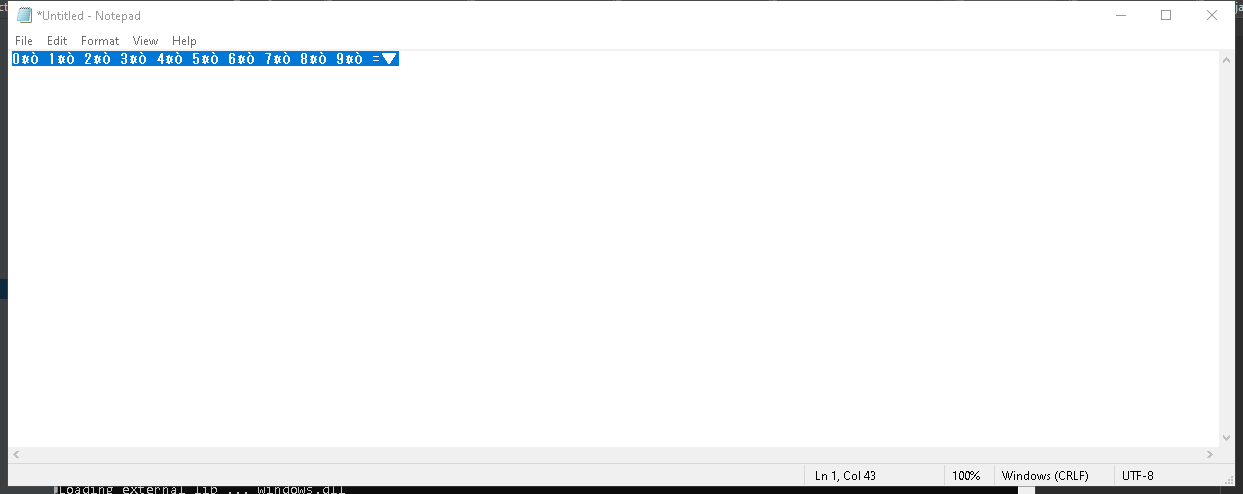 *Untitled - Notepad
File Edit Format View Help
0¤ò 1¤ò 2¤ò 3¤ò 4¤ò 5¤ò 6¤ò 7¤ò 8¤ò 9¤ò =▼
Ln 1, Col 43 100% Windows (CRLF) UTF-8
Loading external lib ... windows.dll